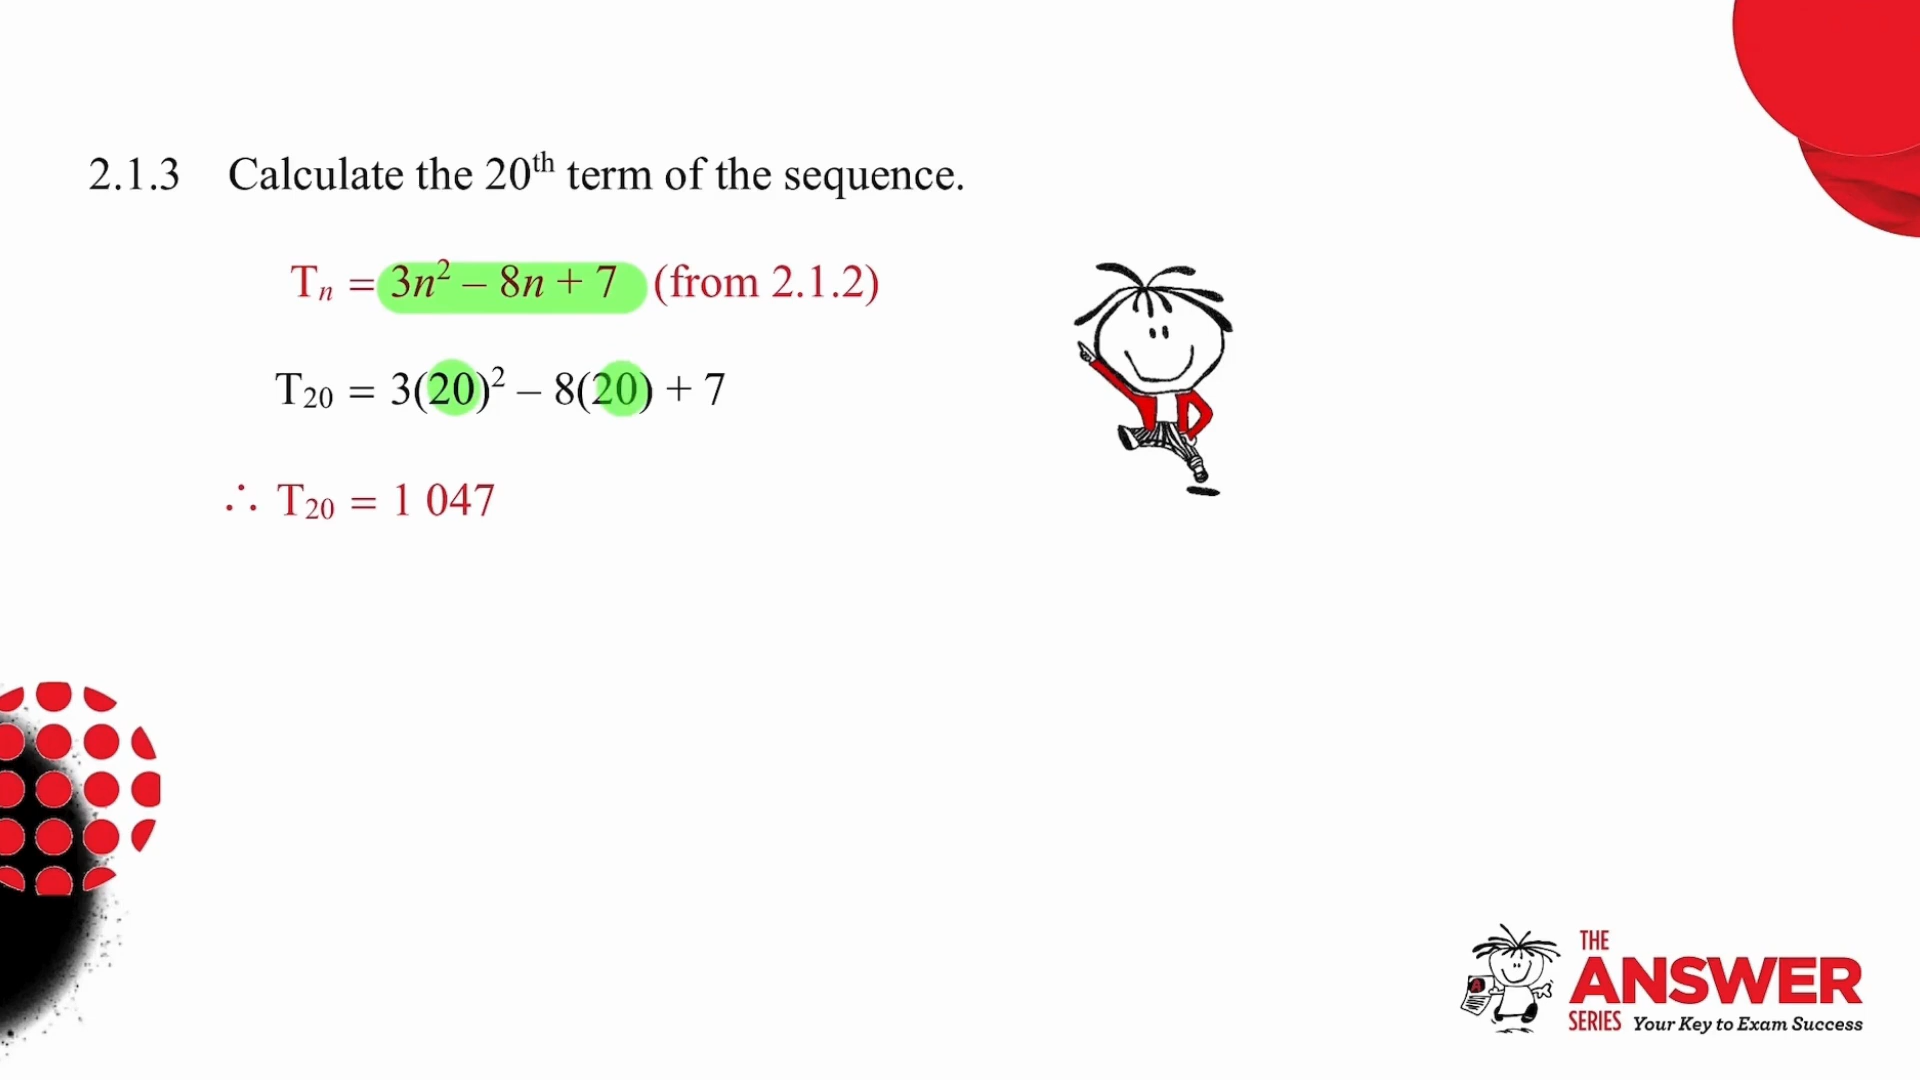 2.1.3 Calculate the 20th term of the sequence.
Tn = 3n² – 8n + 7 (from 2.1.2)
T20 = 3(20)² – 8(20) + 7
∴ T20 = 1 047
THE
ANSWER
SERIES Your Key to Exam Success
A